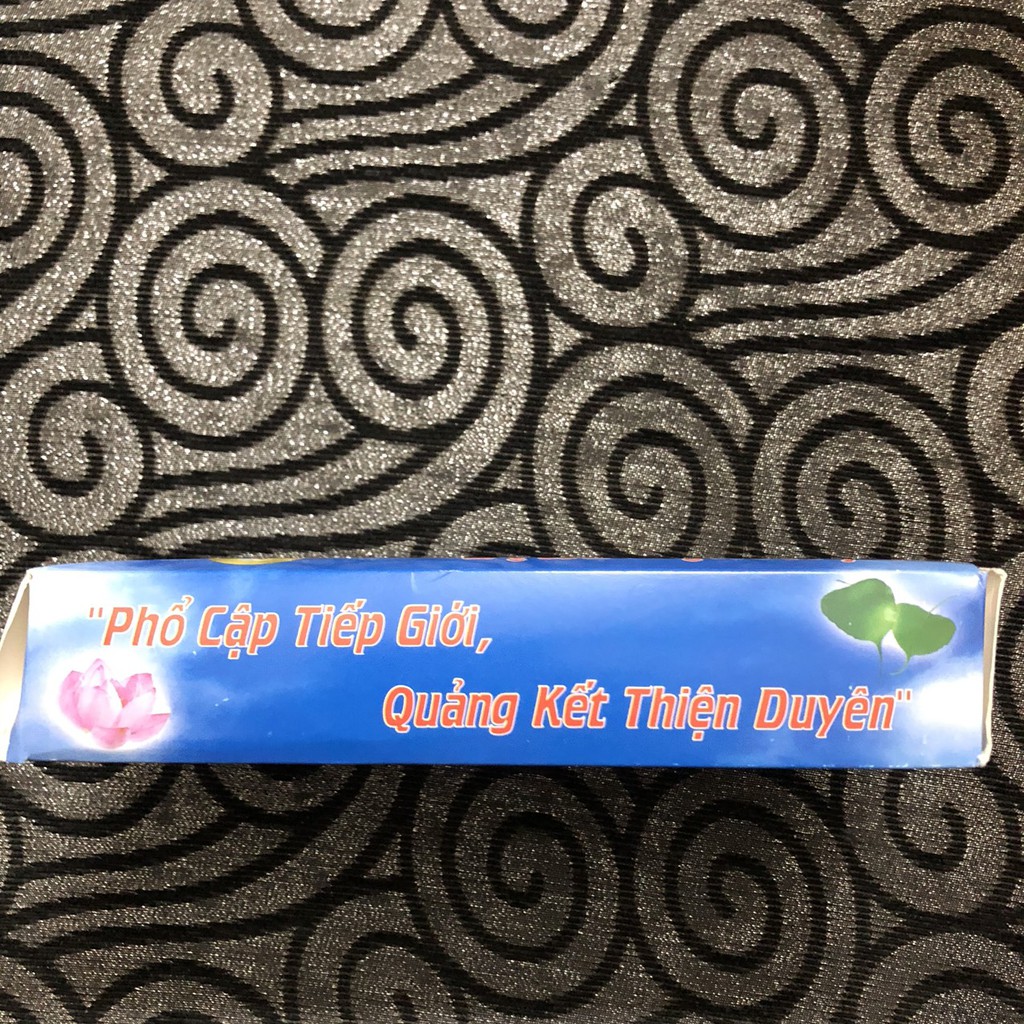 "Phổ Cập Tiếp Giới,
Quảng Kết Thiện Duyên"